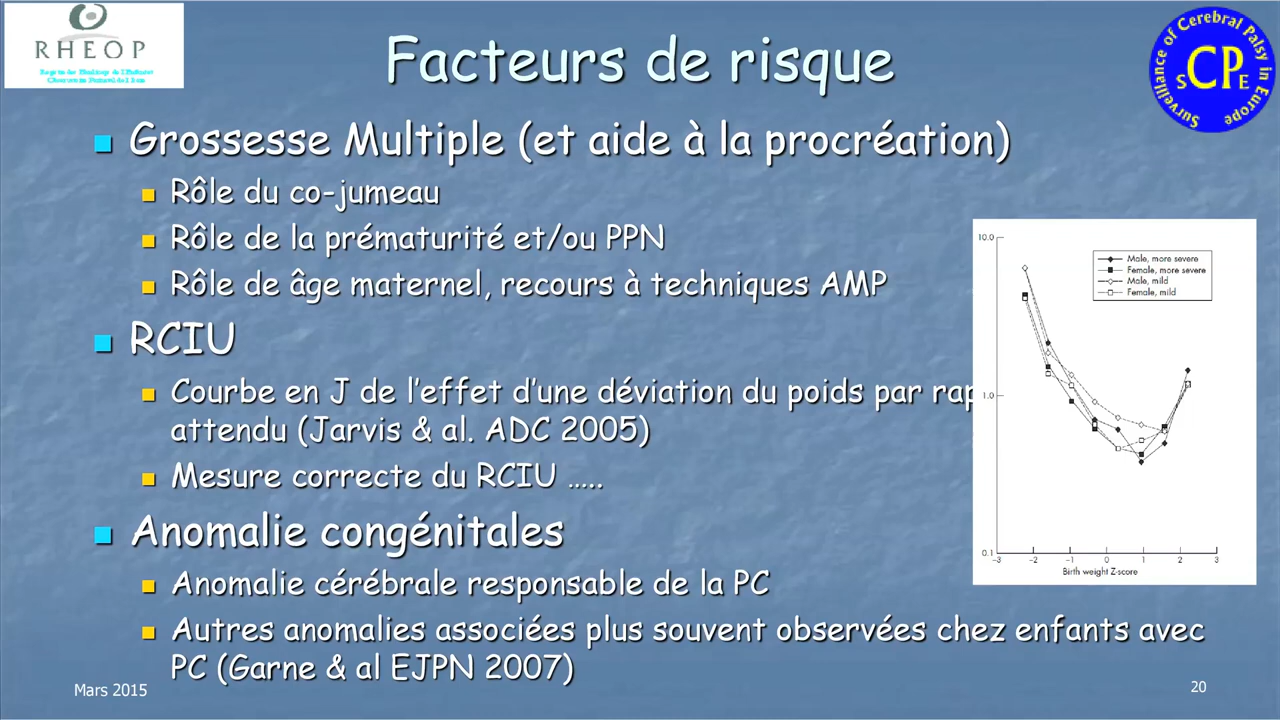 RHEOP
Facteurs de risque
Surveillance of Cerebral Palsy in Europe
SCPE
Grossesse Multiple (et aide à la procréation)
Rôle du co-jumeau
Rôle de la prématurité et/ou PPN
Rôle de âge maternel, recours à techniques AMP
RCIU
Courbe en J de l'effet d'une déviation du poids par rap
attendu (Jarvis & al. ADC 2005)
Mesure correcte du RCIU .....
Anomalie congénitales
Anomalie cérébrale responsable de la PC
Autres anomalies associées plus souvent observées chez enfants avec
PC (Garne & al EJPN 2007)
10.0
1.0
0.1
Male, more severe
Female, more severe
Male, mild
Female, mild
−3 −2 −1 0 1 2 3
Birth weight Z-score
Mars 2015
20